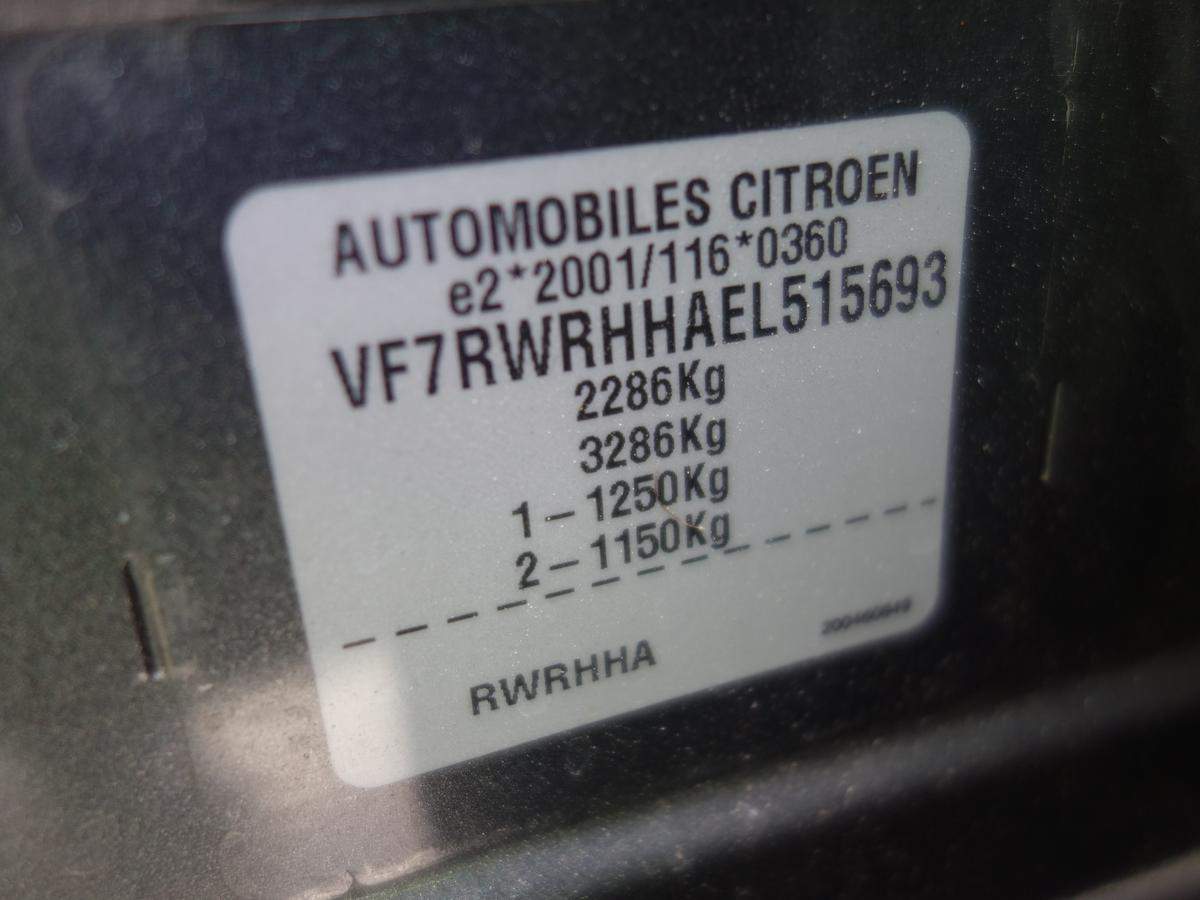 AUTOMOBILES CITROEN
e2*2001/116*0360
VF7RWRHHAEL515693
2286Kg
3286Kg
1-1250Kg
2-1150Kg
RWRHHA